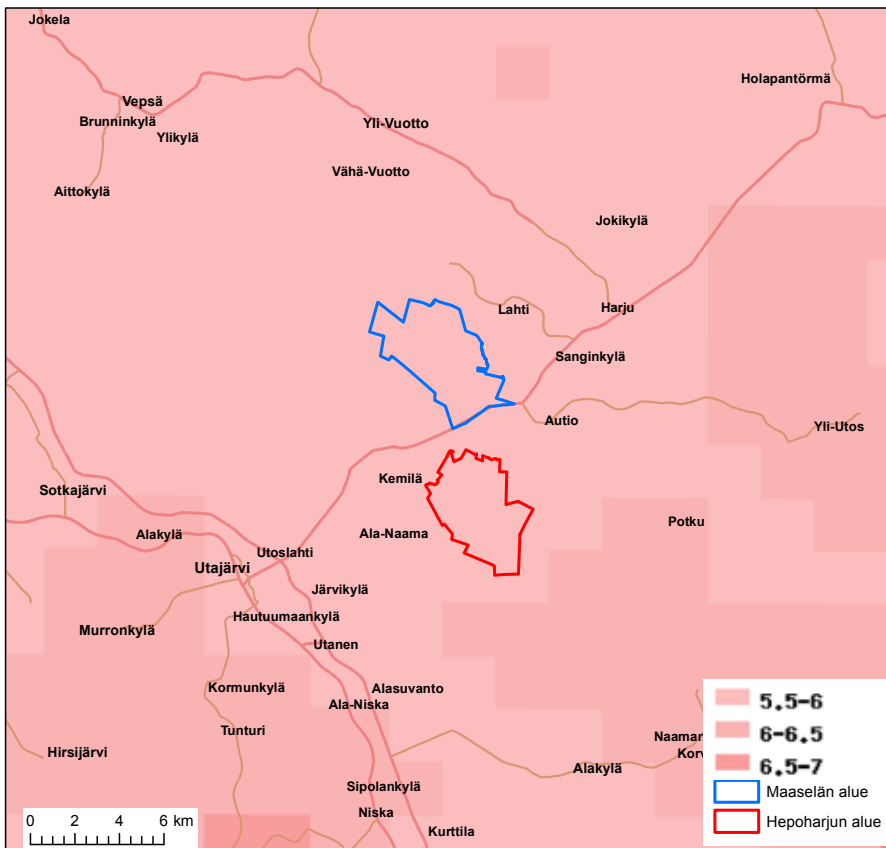 Jokela
Holapantörmä
Vepsä
Brunninkylä
Yli-Vuotto
Ylikylä
Vähä-Vuotto
Aittokylä
Jokikylä
Lahti
Harju
Sanginkylä
Autio
Yli-Utos
Kemilä
Sotkajärvi
Potku
Alakylä
Ala-Naama
Utoslahti
Utajärvi
Järvikylä
Hautuumaankylä
Murronkylä
Utanen
Kormunkylä
Alasuvanto
Ala-Niska
Tunturi
Naaman
Hirsijärvi
Korv
Alakylä
Sipolankylä
Niska
Kurttila
5.5-6
6-6.5
6.5-7
Maaselän alue
Hepoharjun alue
0 2 4 6 km